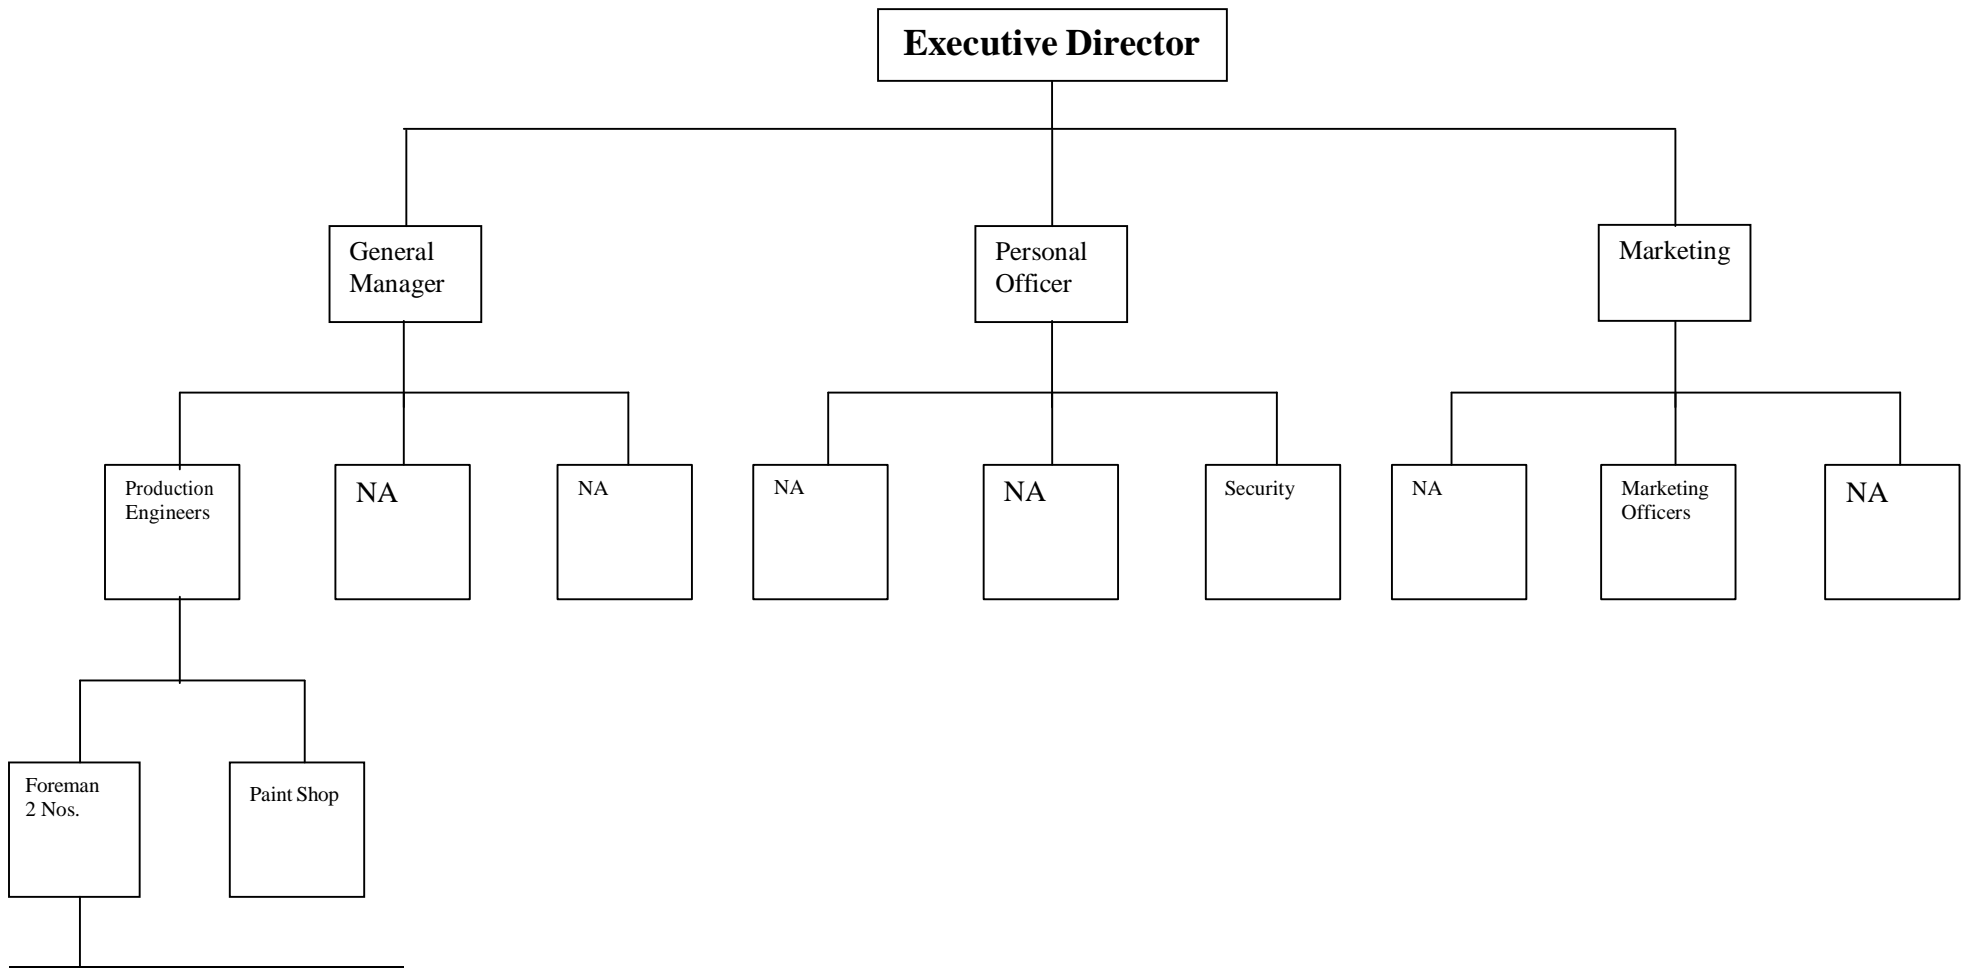 Executive Director
General
Manager
Personal
Officer
Marketing
Production
Engineers
NA
NA
NA
NA
Security
NA
Marketing
Officers
NA
Foreman
2 Nos.
Paint Shop